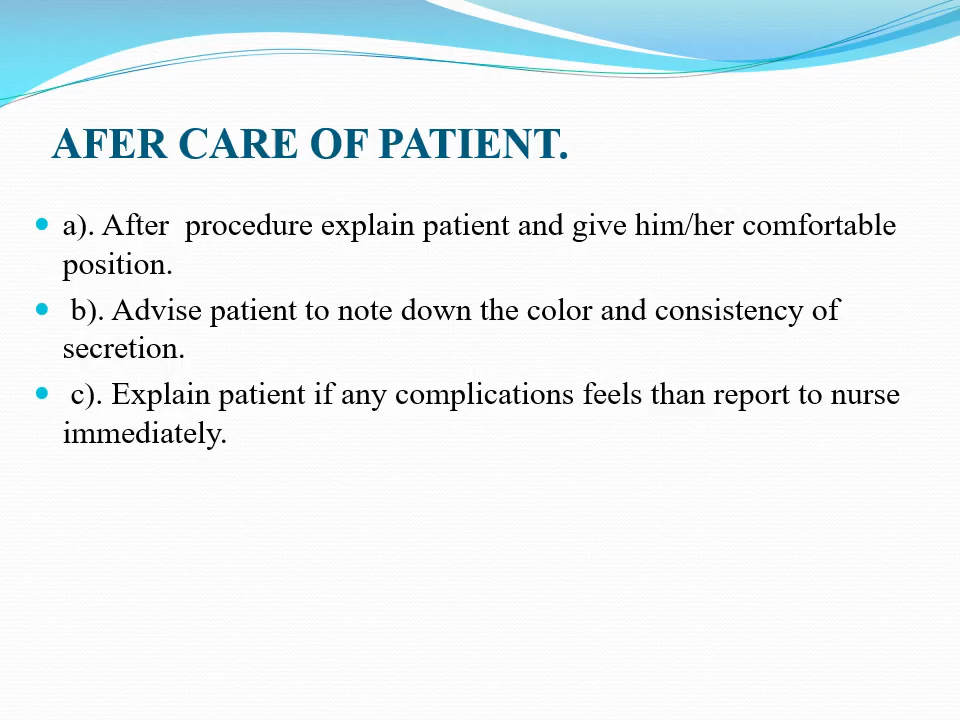 AFER CARE OF PATIENT.
a). After  procedure explain patient and give him/her comfortable
position.
b). Advise patient to note down the color and consistency of
secretion.
c). Explain patient if any complications feels than report to nurse
immediately.